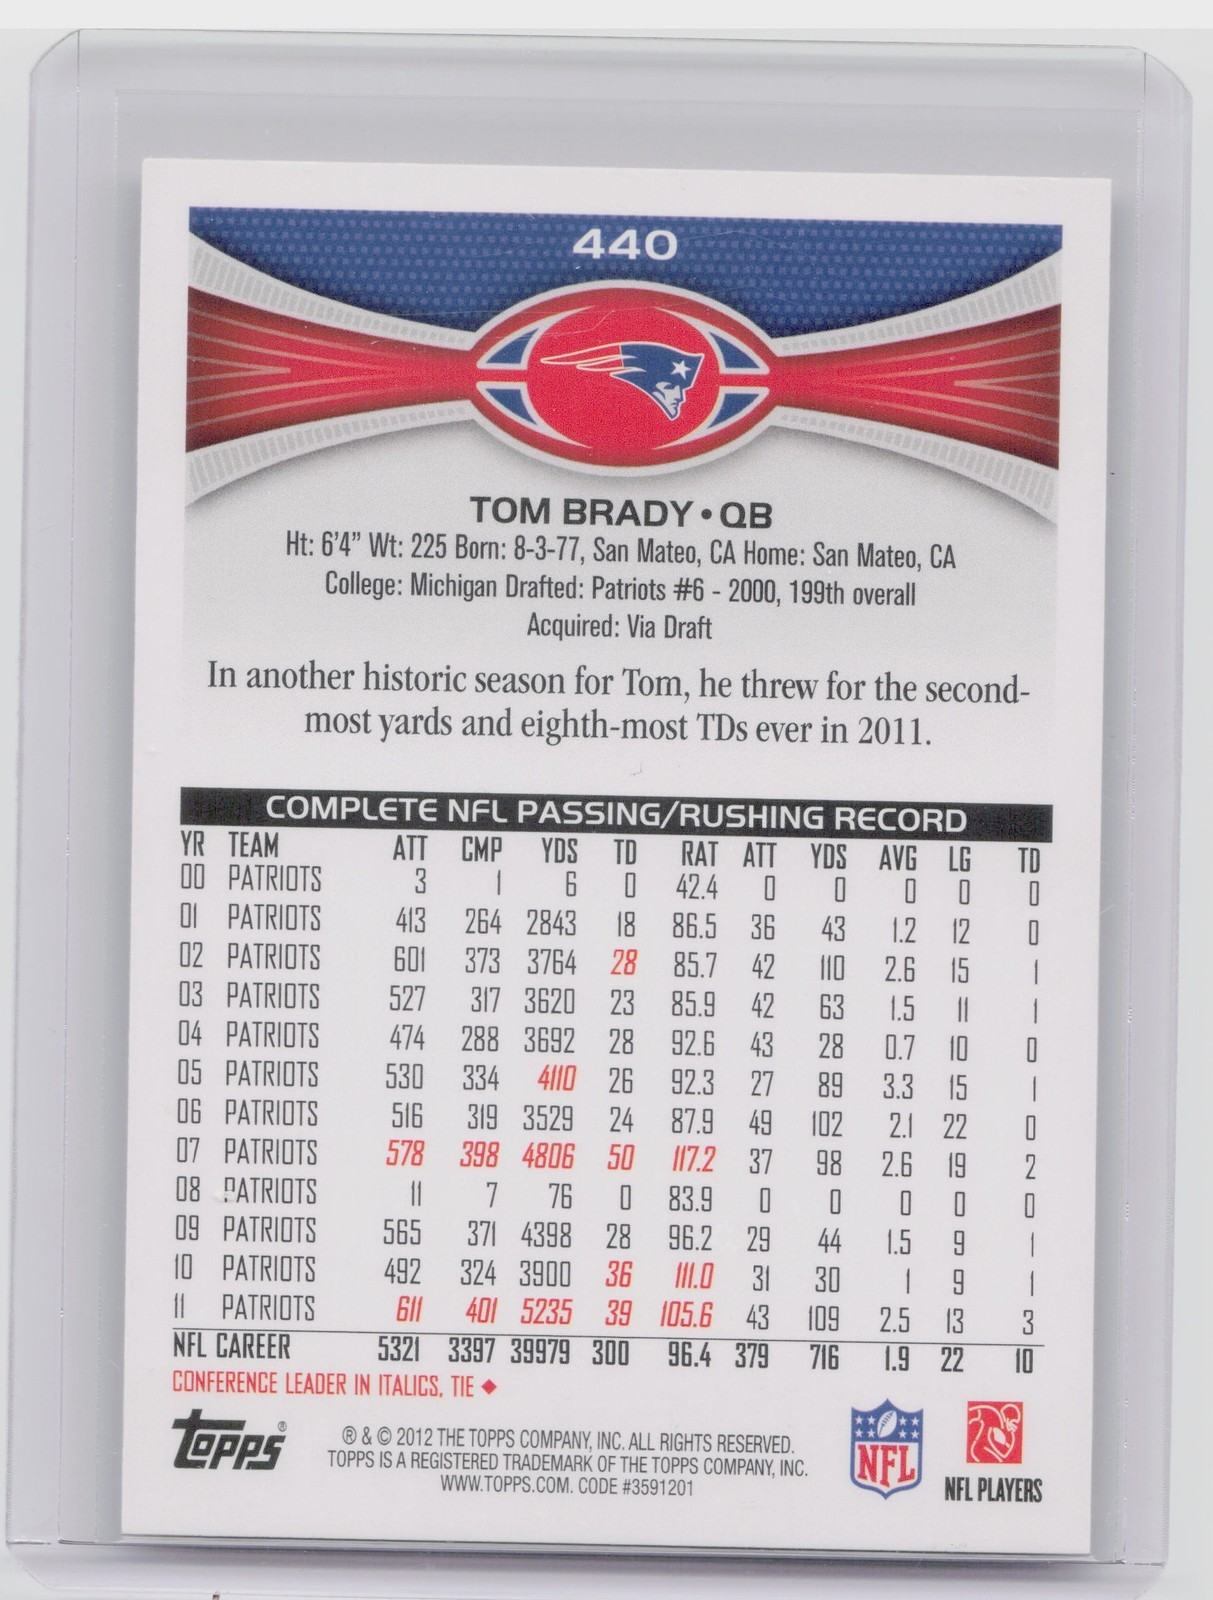 440
TOM BRADY • QB
Ht: 6'4" Wt: 225 Born: 8-3-77, San Mateo, CA Home: San Mateo, CA
College: Michigan Drafted: Patriots #6 - 2000, 199th overall
Acquired: Via Draft
In another historic season for Tom, he threw for the second-
most yards and eighth-most TDs ever in 2011.
COMPLETE NFL PASSING/RUSHING RECORD
YR TEAM ATT CMP YDS TD RAT ATT YDS AVG LG TD
00 PATRIOTS 3 1 6 0 42.4 0 0 0 0 0
01 PATRIOTS 413 264 2843 18 86.5 36 43 1.2 12 0
02 PATRIOTS 601 373 3764 28 85.7 42 110 2.6 15 1
03 PATRIOTS 527 317 3620 23 85.9 42 63 1.5 11 1
04 PATRIOTS 474 288 3692 28 92.6 43 28 0.7 10 0
05 PATRIOTS 530 334 4110 26 92.3 27 89 3.3 15 1
06 PATRIOTS 516 319 3529 24 87.9 49 102 2.1 22 0
07 PATRIOTS 578 398 4806 50 117.2 37 98 2.6 19 2
08 PATRIOTS 11 7 76 0 83.9 0 0 0 0 0
09 PATRIOTS 565 371 4398 28 96.2 29 44 1.5 9 1
10 PATRIOTS 492 324 3900 36 111.0 31 30 1 9 1
11 PATRIOTS 611 401 5235 39 105.6 43 109 2.5 13 3
NFL CAREER 5321 3397 39979 300 96.4 379 716 1.9 22 10
CONFERENCE LEADER IN ITALICS, TIE ◆
Topps®
® & © 2012 THE TOPPS COMPANY, INC. ALL RIGHTS RESERVED.
TOPPS IS A REGISTERED TRADEMARK OF THE TOPPS COMPANY, INC.
WWW.TOPPS.COM. CODE #3591201
NFL
NFL PLAYERS